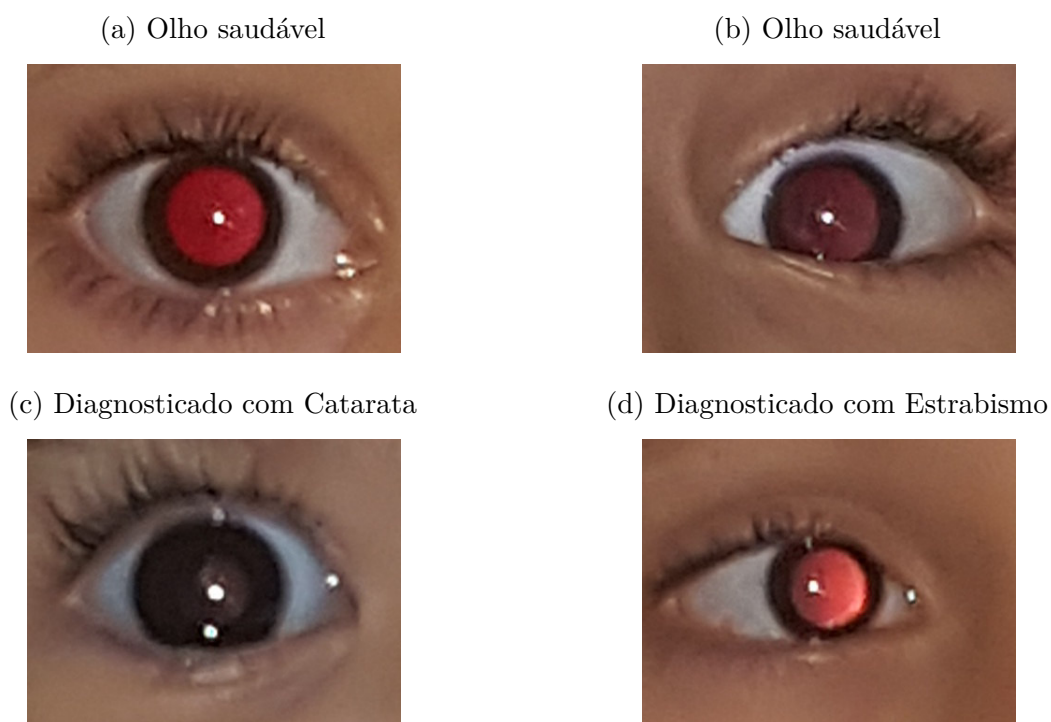 (a) Olho saudável
(b) Olho saudável
(c) Diagnosticado com Catarata
(d) Diagnosticado com Estrabismo